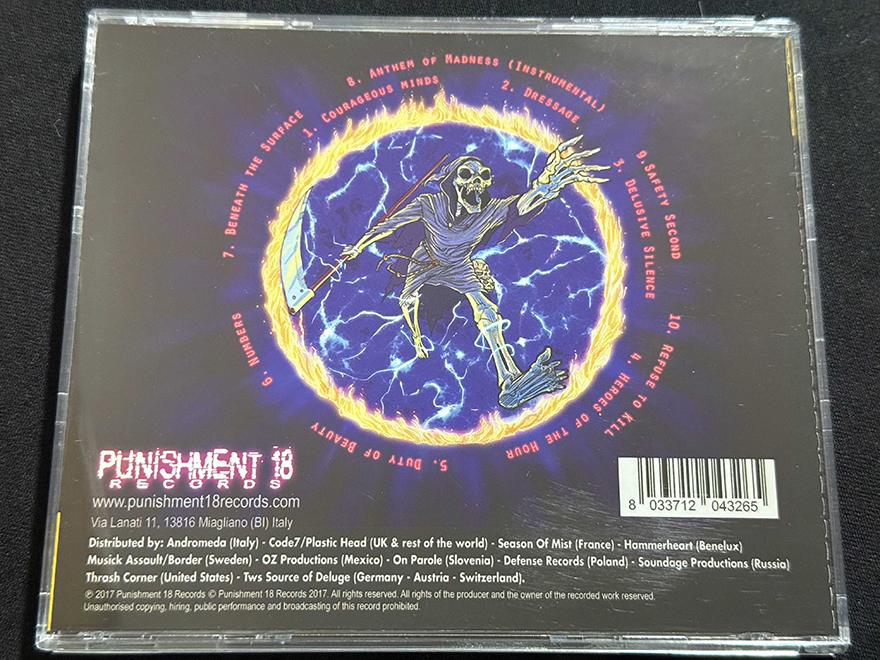 1. Courageous minds
2. Dressage
3. Delusive Silence
4. Heroes of the Hour
5. Duty of Beauty
6. Numbers
7. Beneath the Surface
8. Anthem of Madness (Instrumental)
9. Safety Second
10. Refuse to Kill
PUNISHMENT 18
RECORDS
www.punishment18records.com
Via Lanati 11, 13816 Miagliano (BI) Italy
8 033712 043265
Distributed by: Andromeda (Italy) - Code7/Plastic Head (UK & rest of the world) - Season Of Mist (France) - Hammerheart (Benelux)
Musick Assault/Border (Sweden) - OZ Productions (Mexico) - On Parole (Slovenia) - Defense Records (Poland) - Soundage Productions (Russia)
Thrash Corner (United States) - Tws Source of Deluge (Germany - Austria - Switzerland).
℗ 2017 Punishment 18 Records © Punishment 18 Records 2017. All rights reserved. All rights of the producer and the owner of the recorded work reserved.
Unauthorised copying, hiring, public performance and broadcasting of this record prohibited.